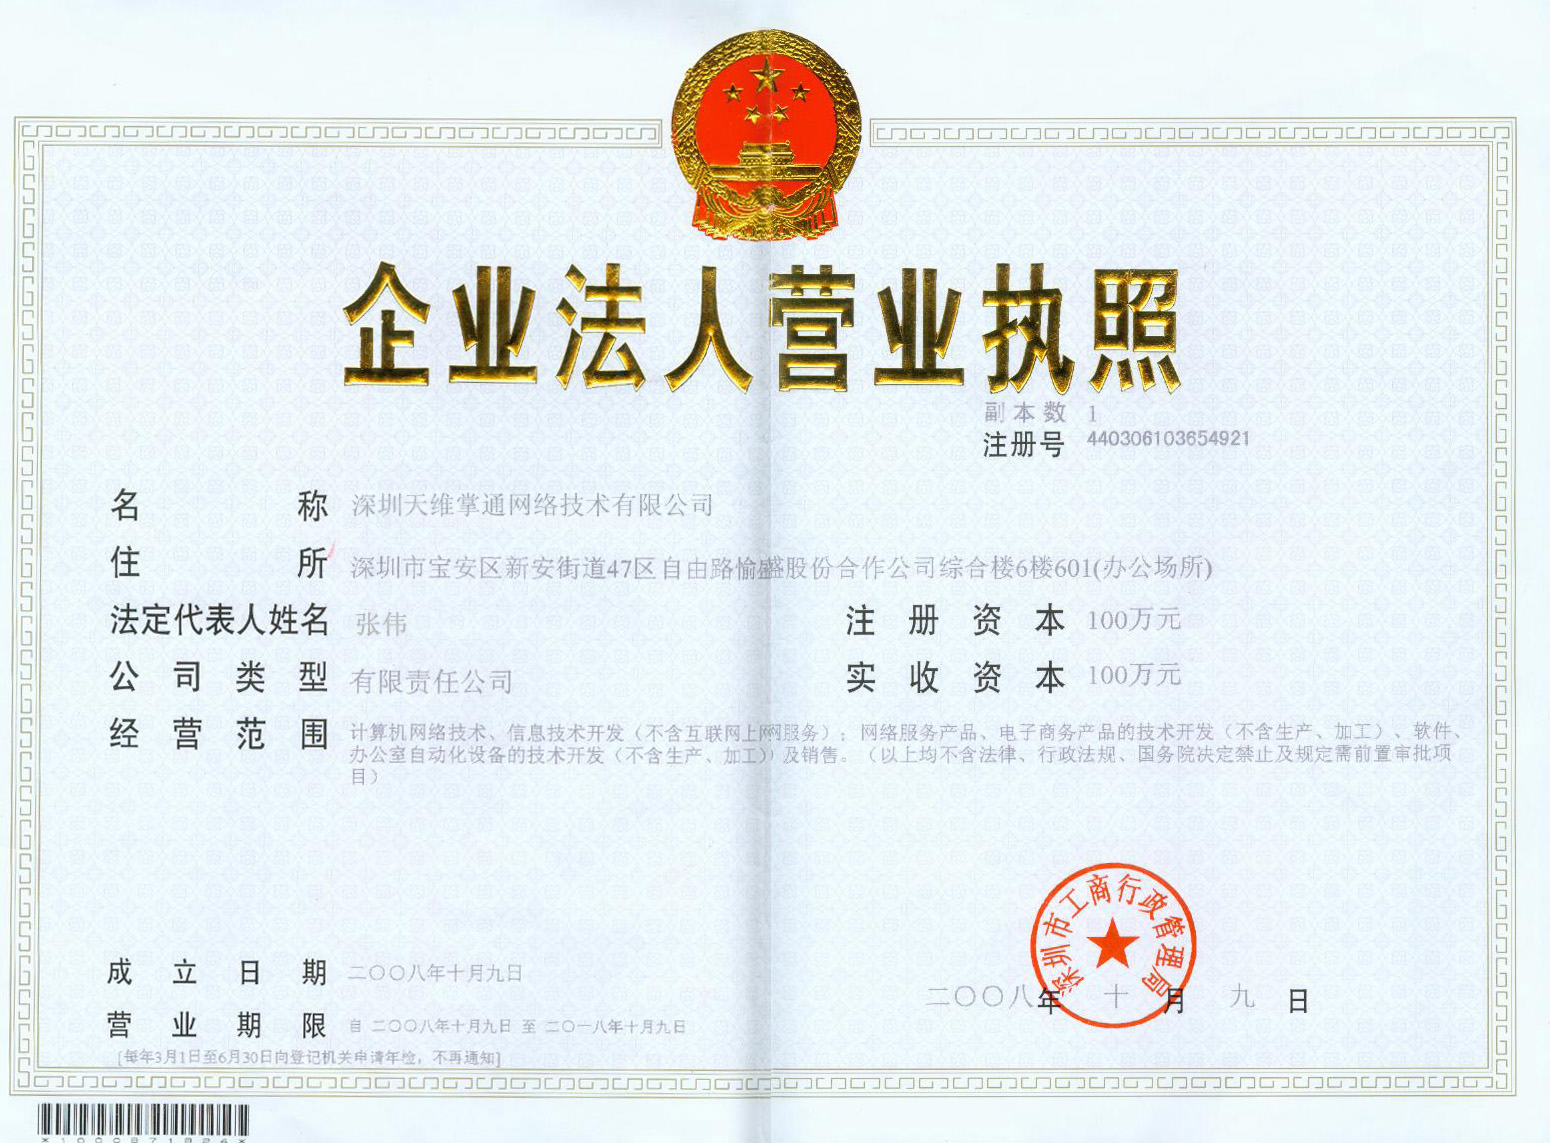 企业法人营业执照
副本数 1
注册号 440306103654921
名称 深圳天维掌通网络技术有限公司
住所 深圳市宝安区新安街道47区自由路愉盛股份合作公司综合楼6楼601(办公场所)
法定代表人姓名 张伟 注册资本 100万元
公司类型 有限责任公司 实收资本 100万元
经营范围 计算机网络技术、信息技术开发（不含互联网上网服务）；网络服务产品、电子商务产品的技术开发（不含生产、加工）、软件、
办公室自动化设备的技术开发（不含生产、加工）及销售。（以上均不含法律、行政法规、国务院决定禁止及规定需前置审批项
目）
深圳市工商行政管理局
成立日期 二〇〇八年十月九日
二〇〇八年 十月 九日
营业期限 自 二〇〇八年十月九日 至 二〇一八年十月九日
[每年3月1日至6月30日向登记机关申请年检，不再通知]